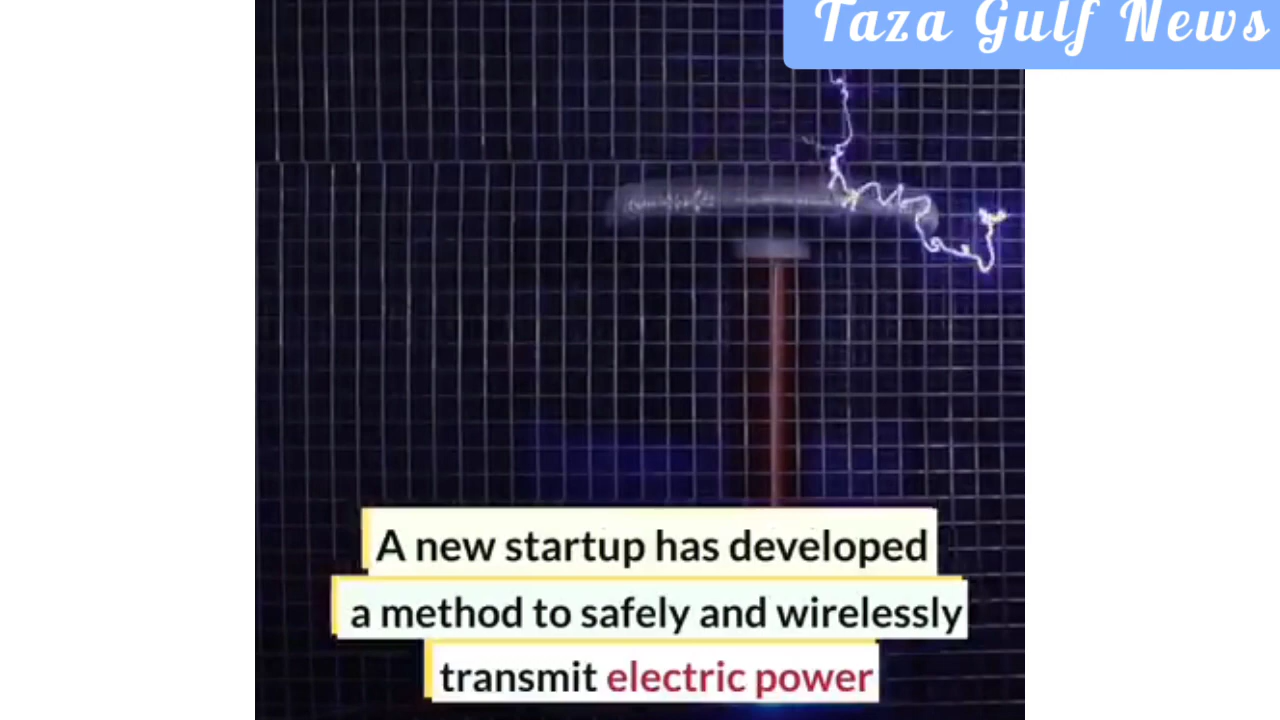 Taza Gulf News
A new startup has developed
a method to safely and wirelessly
transmit electric power